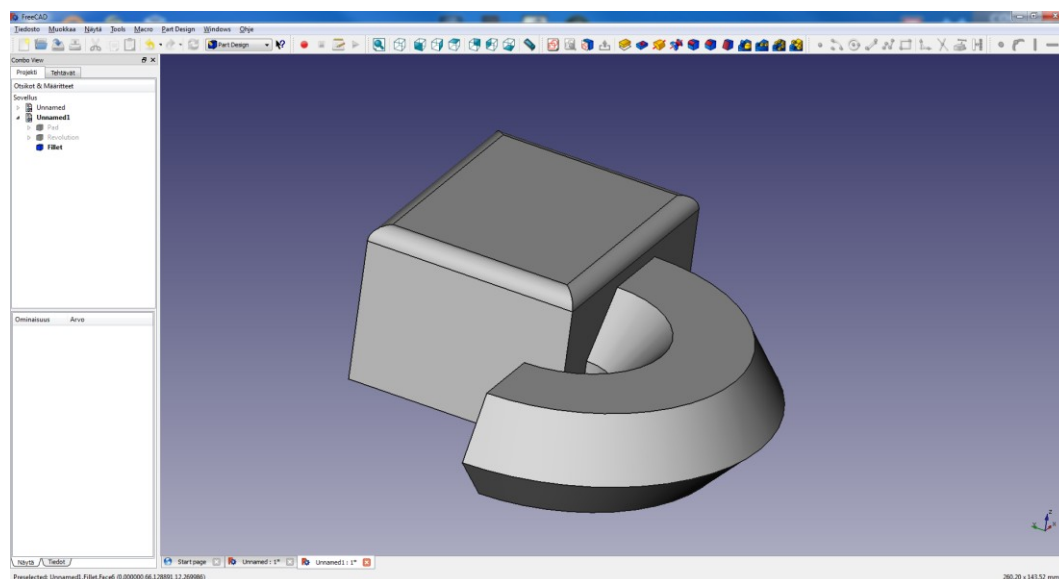 FreeCAD
Tiedosto Muokkaa Näytä Tools Macro Part Design Windows Ohje
Part Design
Combo View
Projekti Tehtävät
Otsikot & Määritteet
Sovellus
Unnamed
Unnamed1
Pad
Revolution
Fillet
Ominaisuus Arvo
Näytä Tiedot
Start page Unnamed : 1* Unnamed1 : 1*
Preselected: Unnamed1.Fillet.Face6 (0.000000,66.128891,12.269986) 260.20 x 143.52 mm